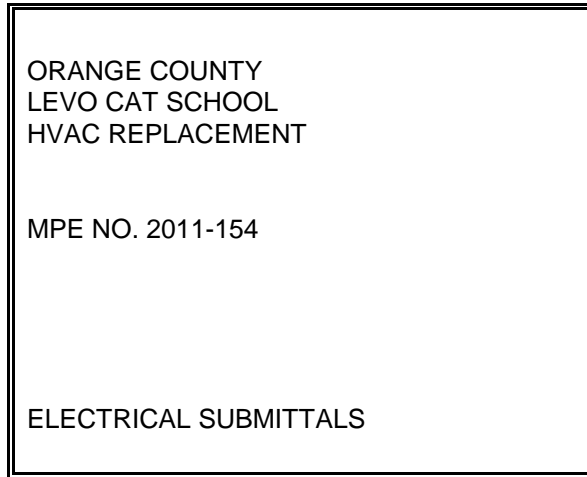 ORANGE COUNTY
LEVO CAT SCHOOL
HVAC REPLACEMENT
MPE NO. 2011-154
ELECTRICAL SUBMITTALS